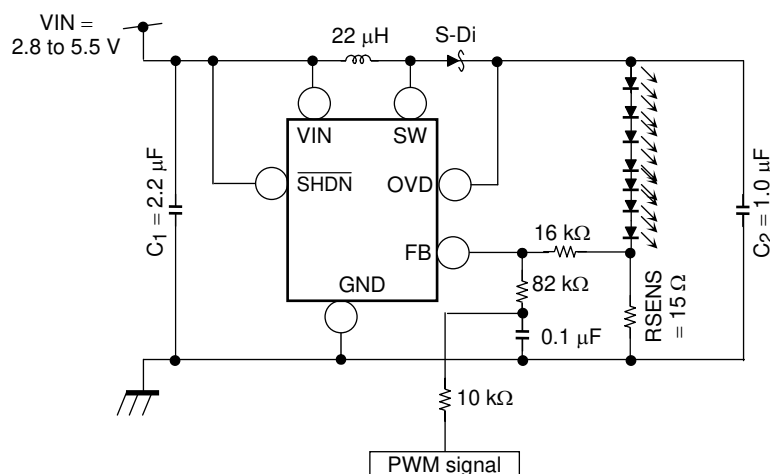 VIN =
2.8 to 5.5 V
22 μH
S-Di
VIN
SW
SHDN
OVD
C1 = 2.2 μF
C2 = 1.0 μF
FB
16 kΩ
GND
82 kΩ
RSENS
= 15 Ω
0.1 μF
10 kΩ
PWM signal